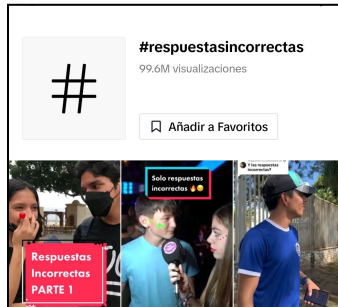 #respuestasincorrectas
99.6M visualizaciones
Añadir a Favoritos
Respuestas
Incorrectas
PARTE 1
Solo respuestas
incorrectas 🔥😏
Y las respuestas
incorrectas?